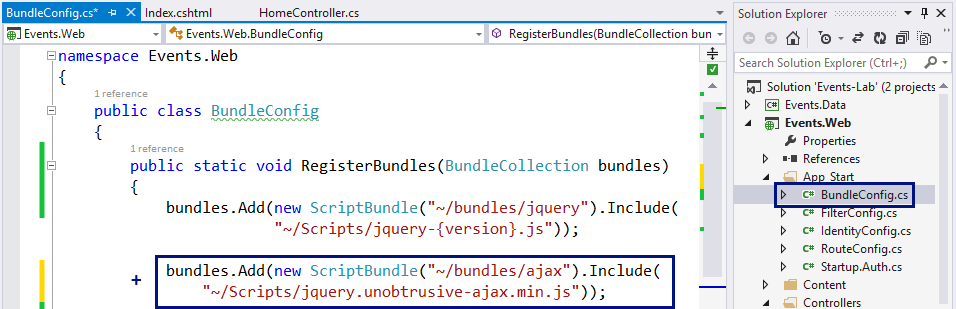 BundleConfig.cs*
Index.cshtml
HomeController.cs
Events.Web
Events.Web.BundleConfig
RegisterBundles(BundleCollection bun
namespace Events.Web
{
1 reference
public class BundleConfig
{
1 reference
public static void RegisterBundles(BundleCollection bundles)
{
bundles.Add(new ScriptBundle("~/bundles/jquery").Include(
"~/Scripts/jquery-{version}.js"));
+ bundles.Add(new ScriptBundle("~/bundles/ajax").Include(
"~/Scripts/jquery.unobtrusive-ajax.min.js"));
Solution Explorer
Search Solution Explorer (Ctrl+;)
Solution 'Events-Lab' (2 projects
C# Events.Data
Events.Web
Properties
References
App_Start
C# BundleConfig.cs
C# FilterConfig.cs
C# IdentityConfig.cs
C# RouteConfig.cs
C# Startup.Auth.cs
Content
Controllers